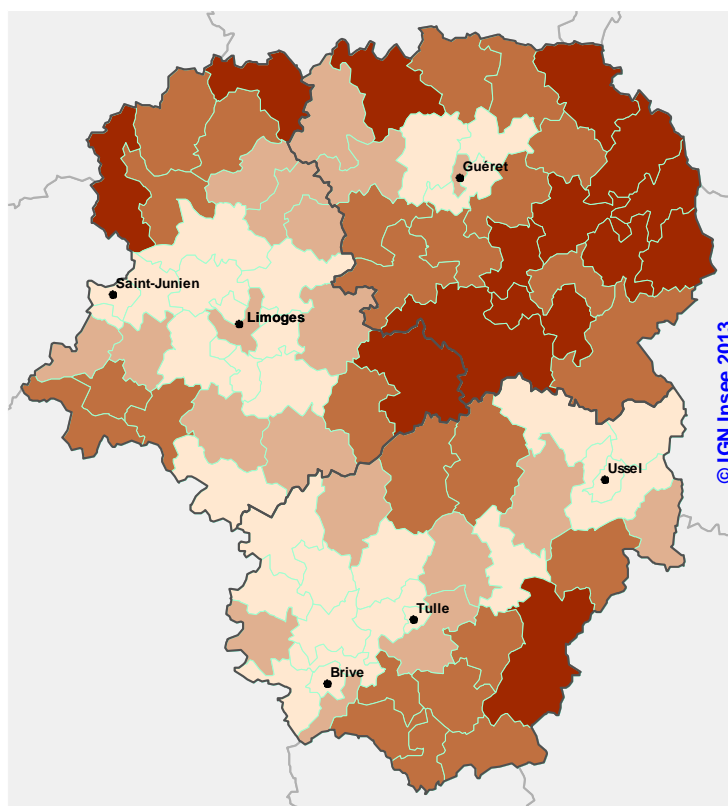 Guéret
Saint-Junien
Limoges
Ussel
Tulle
Brive
© IGN Insee 2013